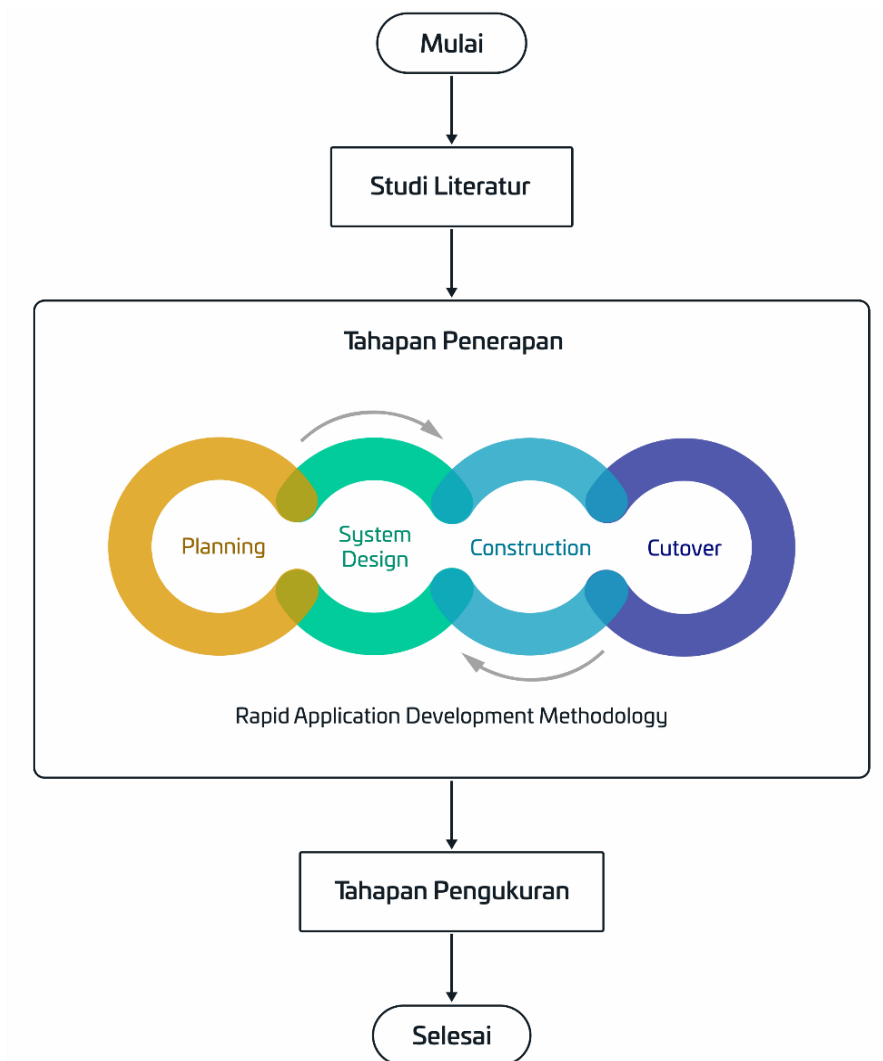 Mulai
Studi Literatur
Tahapan Penerapan
Planning
System
Design
Construction
Cutover
Rapid Application Development Methodology
Tahapan Pengukuran
Selesai